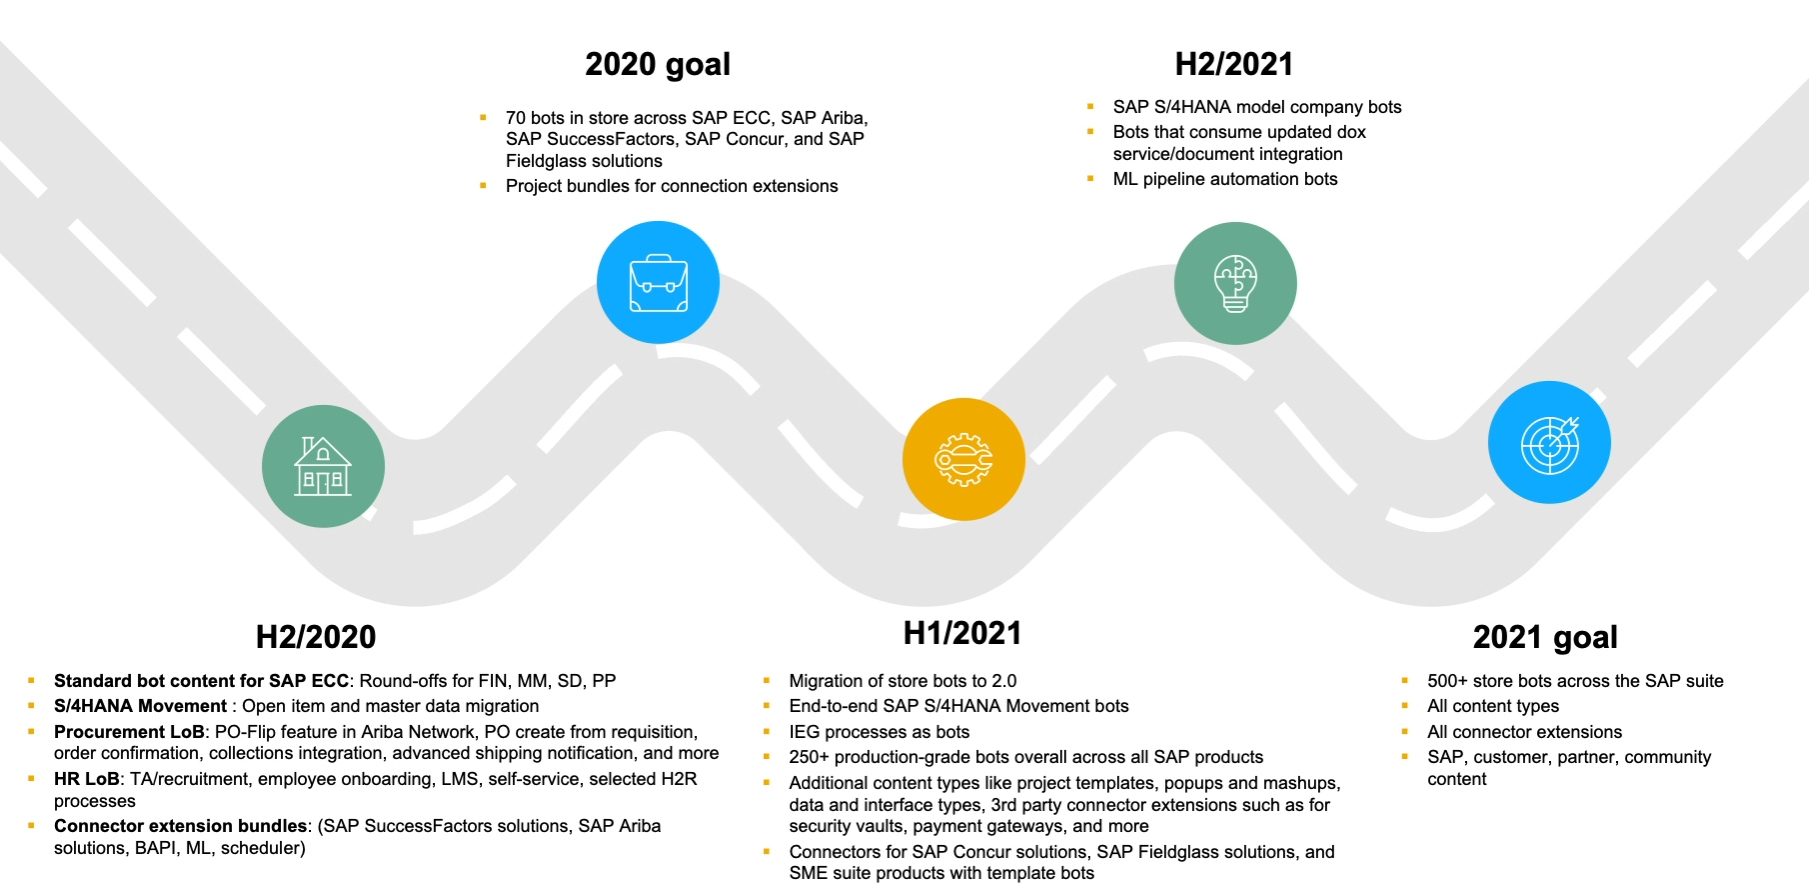 2020 goal
70 bots in store across SAP ECC, SAP Ariba,
SAP SuccessFactors, SAP Concur, and SAP
Fieldglass solutions
Project bundles for connection extensions
H2/2021
SAP S/4HANA model company bots
Bots that consume updated dox
service/document integration
ML pipeline automation bots
H2/2020
Standard bot content for SAP ECC: Round-offs for FIN, MM, SD, PP
S/4HANA Movement : Open item and master data migration
Procurement LoB: PO-Flip feature in Ariba Network, PO create from requisition,
order confirmation, collections integration, advanced shipping notification, and more
HR LoB: TA/recruitment, employee onboarding, LMS, self-service, selected H2R
processes
Connector extension bundles: (SAP SuccessFactors solutions, SAP Ariba
solutions, BAPI, ML, scheduler)
H1/2021
Migration of store bots to 2.0
End-to-end SAP S/4HANA Movement bots
IEG processes as bots
250+ production-grade bots overall across all SAP products
Additional content types like project templates, popups and mashups,
data and interface types, 3rd party connector extensions such as for
security vaults, payment gateways, and more
Connectors for SAP Concur solutions, SAP Fieldglass solutions, and
SME suite products with template bots
2021 goal
500+ store bots across the SAP suite
All content types
All connector extensions
SAP, customer, partner, community
content